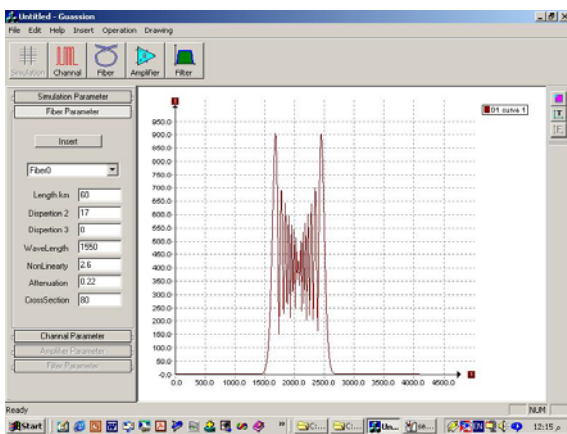 Untitled - Guassion
File Edit Help Insert Operation Drawing
Simulation Channel Fiber Amplifier Filter
Simulation Parameter
Fiber Parameter
Insert
Fiber0
Length km 60
Dispertion 2 17
Dispertion 3 0
WaveLength 1550
NonLinearty 2.6
Attenuation 0.22
CrossSection 80
Channel Parameter
Amplifier Parameter
Filter Parameter
01 curve 1
950.0
900.0
850.0
800.0
750.0
700.0
650.0
600.0
550.0
500.0
450.0
400.0
350.0
300.0
250.0
200.0
150.0
100.0
50.0
-0.0
0.0 500.0 1000.0 1500.0 2000.0 2500.0 3000.0 3500.0 4000.0 4500.0
Ready
NUM
Start
C:...
C:...
Un...
se...
EN
12:15 م